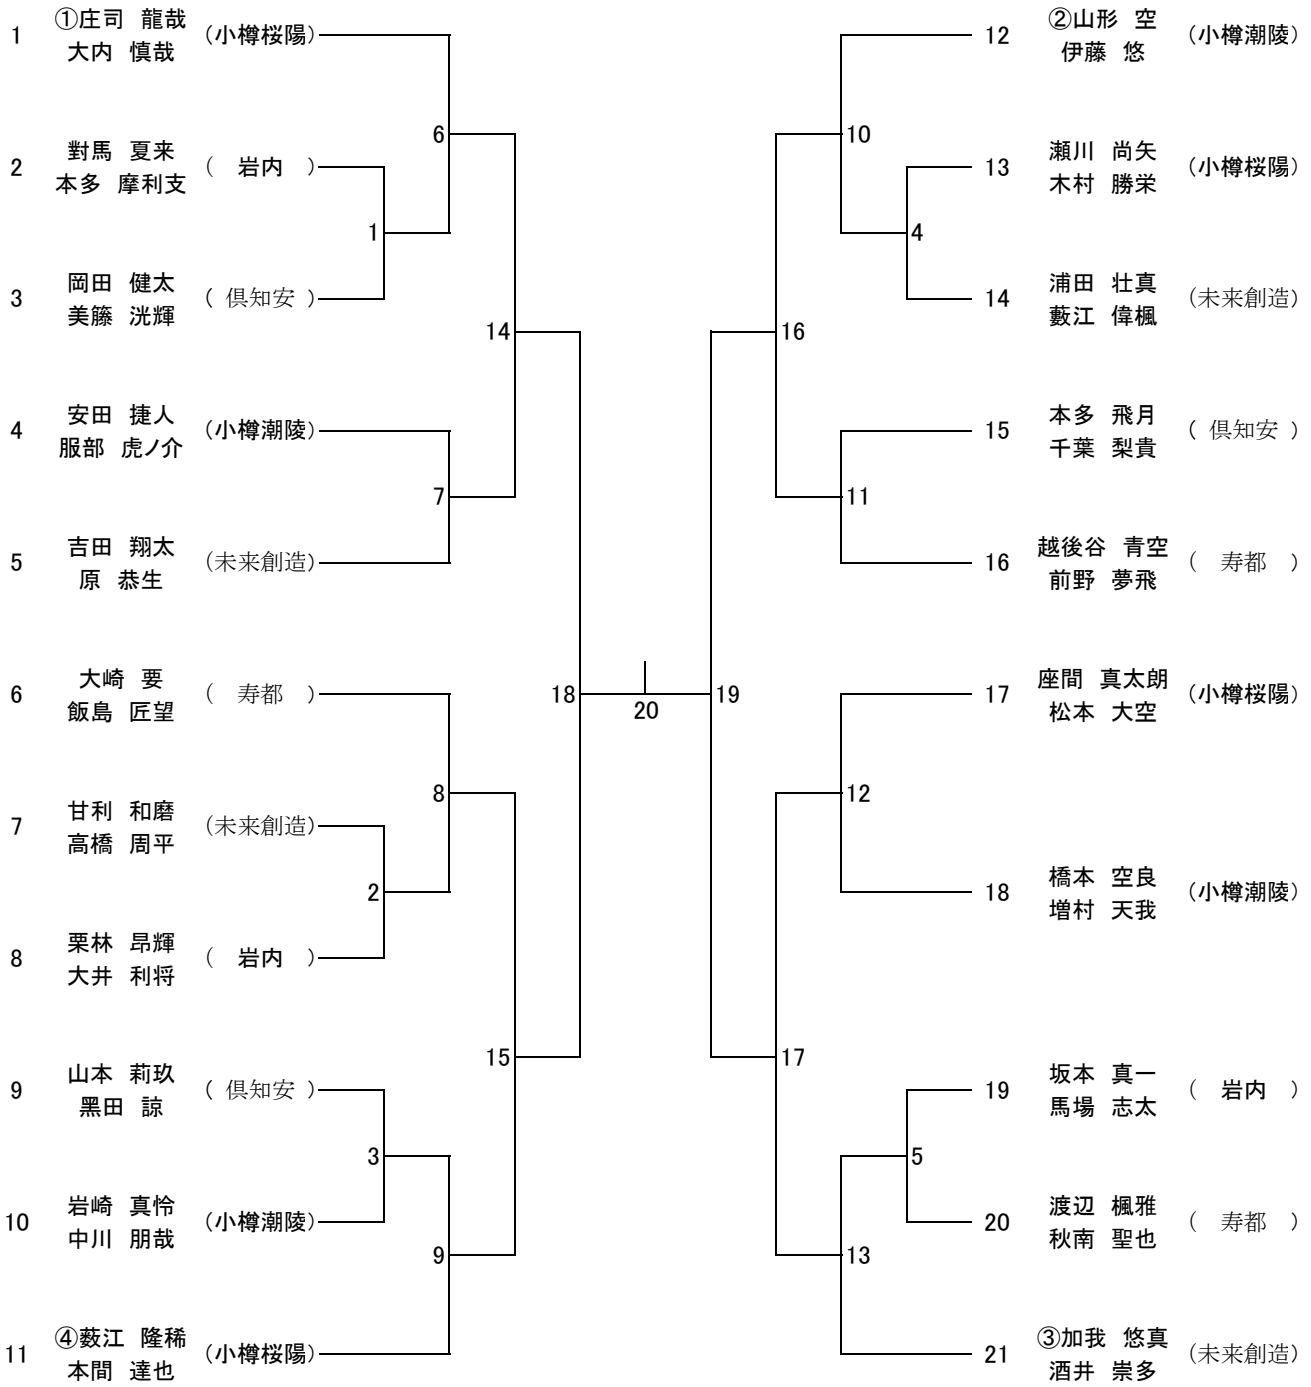 1 ①庄司 龍哉 (小樽桜陽)
大内 慎哉
2 對馬 夏来 ( 岩内 )
本多 摩利支
3 岡田 健太 ( 倶知安 )
美藤 洸輝
4 安田 捷人 (小樽潮陵)
服部 虎ノ介
5 吉田 翔太 (未来創造)
原 恭生
6 大崎 要 ( 寿都 )
飯島 匠望
7 甘利 和磨 (未来創造)
高橋 周平
8 栗林 昂輝 ( 岩内 )
大井 利将
9 山本 莉玖 ( 倶知安 )
黒田 諒
10 岩崎 真怜 (小樽潮陵)
中川 朋哉
11 ④薮江 隆稀 (小樽桜陽)
本間 達也
6
1
14
7
18
8
2
15
3
9
20
10
4
16
11
19
12
17
5
13
12 ②山形 空 (小樽潮陵)
伊藤 悠
13 瀬川 尚矢 (小樽桜陽)
木村 勝栄
14 浦田 壮真 (未来創造)
藪江 偉楓
15 本多 飛月 ( 倶知安 )
千葉 梨貴
16 越後谷 青空 ( 寿都 )
前野 夢飛
17 座間 真太朗 (小樽桜陽)
松本 大空
18 橋本 空良 (小樽潮陵)
増村 天我
19 坂本 真一 ( 岩内 )
馬場 志太
20 渡辺 楓雅 ( 寿都 )
秋南 聖也
21 ③加我 悠真 (未来創造)
酒井 崇多